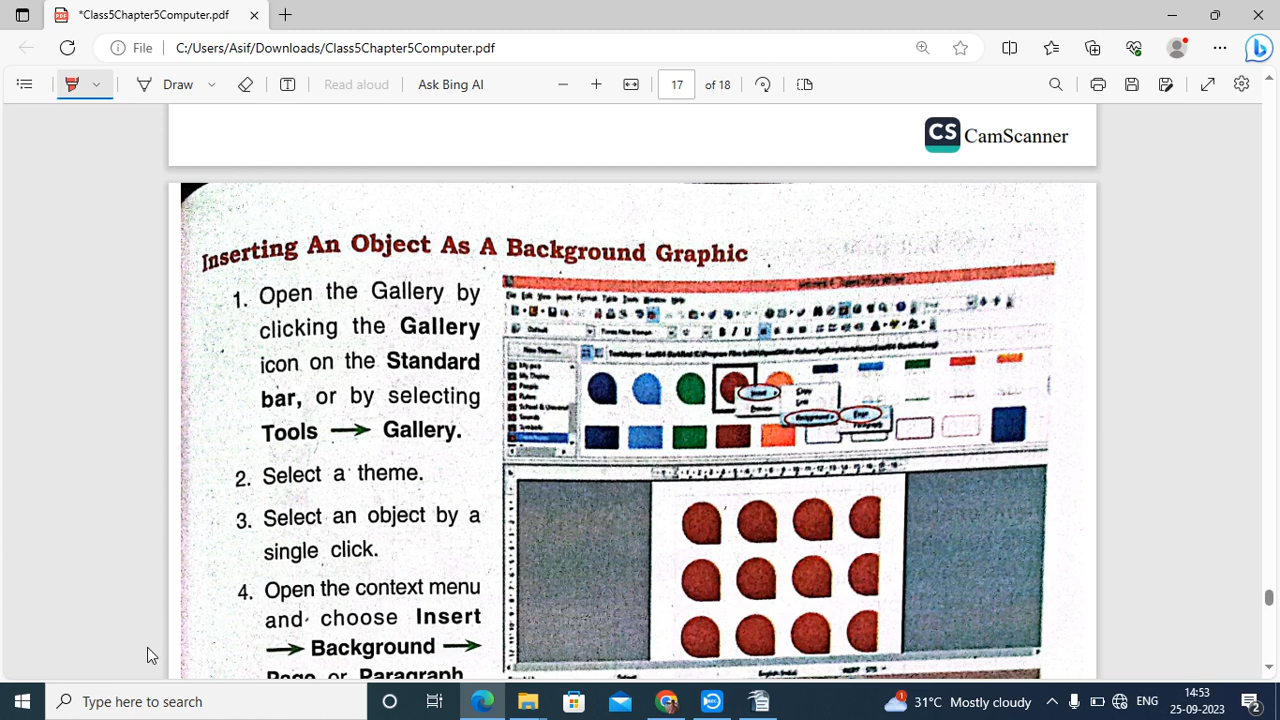 *Class5Chapter5Computer.pdf
File
C:/Users/Asif/Downloads/Class5Chapter5Computer.pdf
Draw
Read aloud
Ask Bing AI
17
of 18
CS CamScanner
Inserting An Object As A Background Graphic
1. Open the Gallery by
clicking the Gallery
icon on the Standard
bar, or by selecting
Tools → Gallery.
2. Select a theme.
3. Select an object by a
single click.
4. Open the context menu
and choose Insert
→ Background →
Page or Paragraph
Type here to search
31°C Mostly cloudy
ENG
14:53
25-09-2023
2